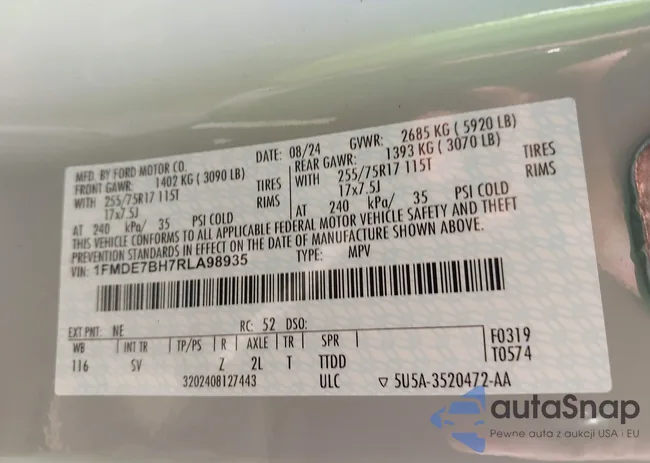 MFD. BY FORD MOTOR CO.
DATE: 08/24 GVWR: 2685 KG ( 5920 LB)
FRONT GAWR: 1402 KG ( 3090 LB) REAR GAWR: 1393 KG ( 3070 LB)
WITH 255/75R17 115T TIRES WITH 255/75R17 115T TIRES
17x7.5J RIMS 17x7.5J RIMS
AT 240 kPa/ 35 PSI COLD AT 240 kPa/ 35 PSI COLD
THIS VEHICLE CONFORMS TO ALL APPLICABLE FEDERAL MOTOR VEHICLE SAFETY AND THEFT
PREVENTION STANDARDS IN EFFECT ON THE DATE OF MANUFACTURE SHOWN ABOVE.
VIN: 1FMDE7BH7RLA98935 TYPE: MPV
EXT PNT: NE RC: 52 DSO:
WB INT TR TP/PS R AXLE TR SPR F0319
116 SV Z 2L T TTDD T0574
3202408127443 ULC ▽ 5U5A-3520472-AA
autaSnap
Pewne auta z aukcji USA i EU